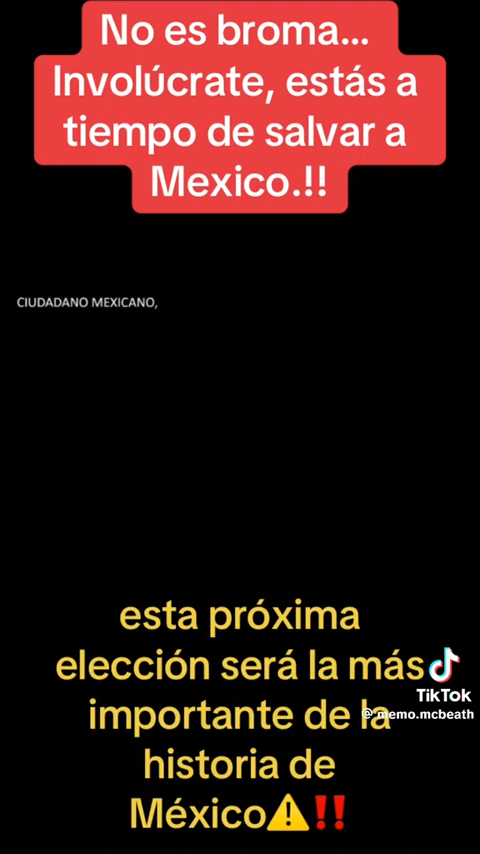 No es broma...
Involúcrate, estás a
tiempo de salvar a
Mexico.!!
CIUDADANO MEXICANO,
esta próxima
elección será la más
importante de la
historia de
México⚠️‼️
TikTok
@memo.mcbeath